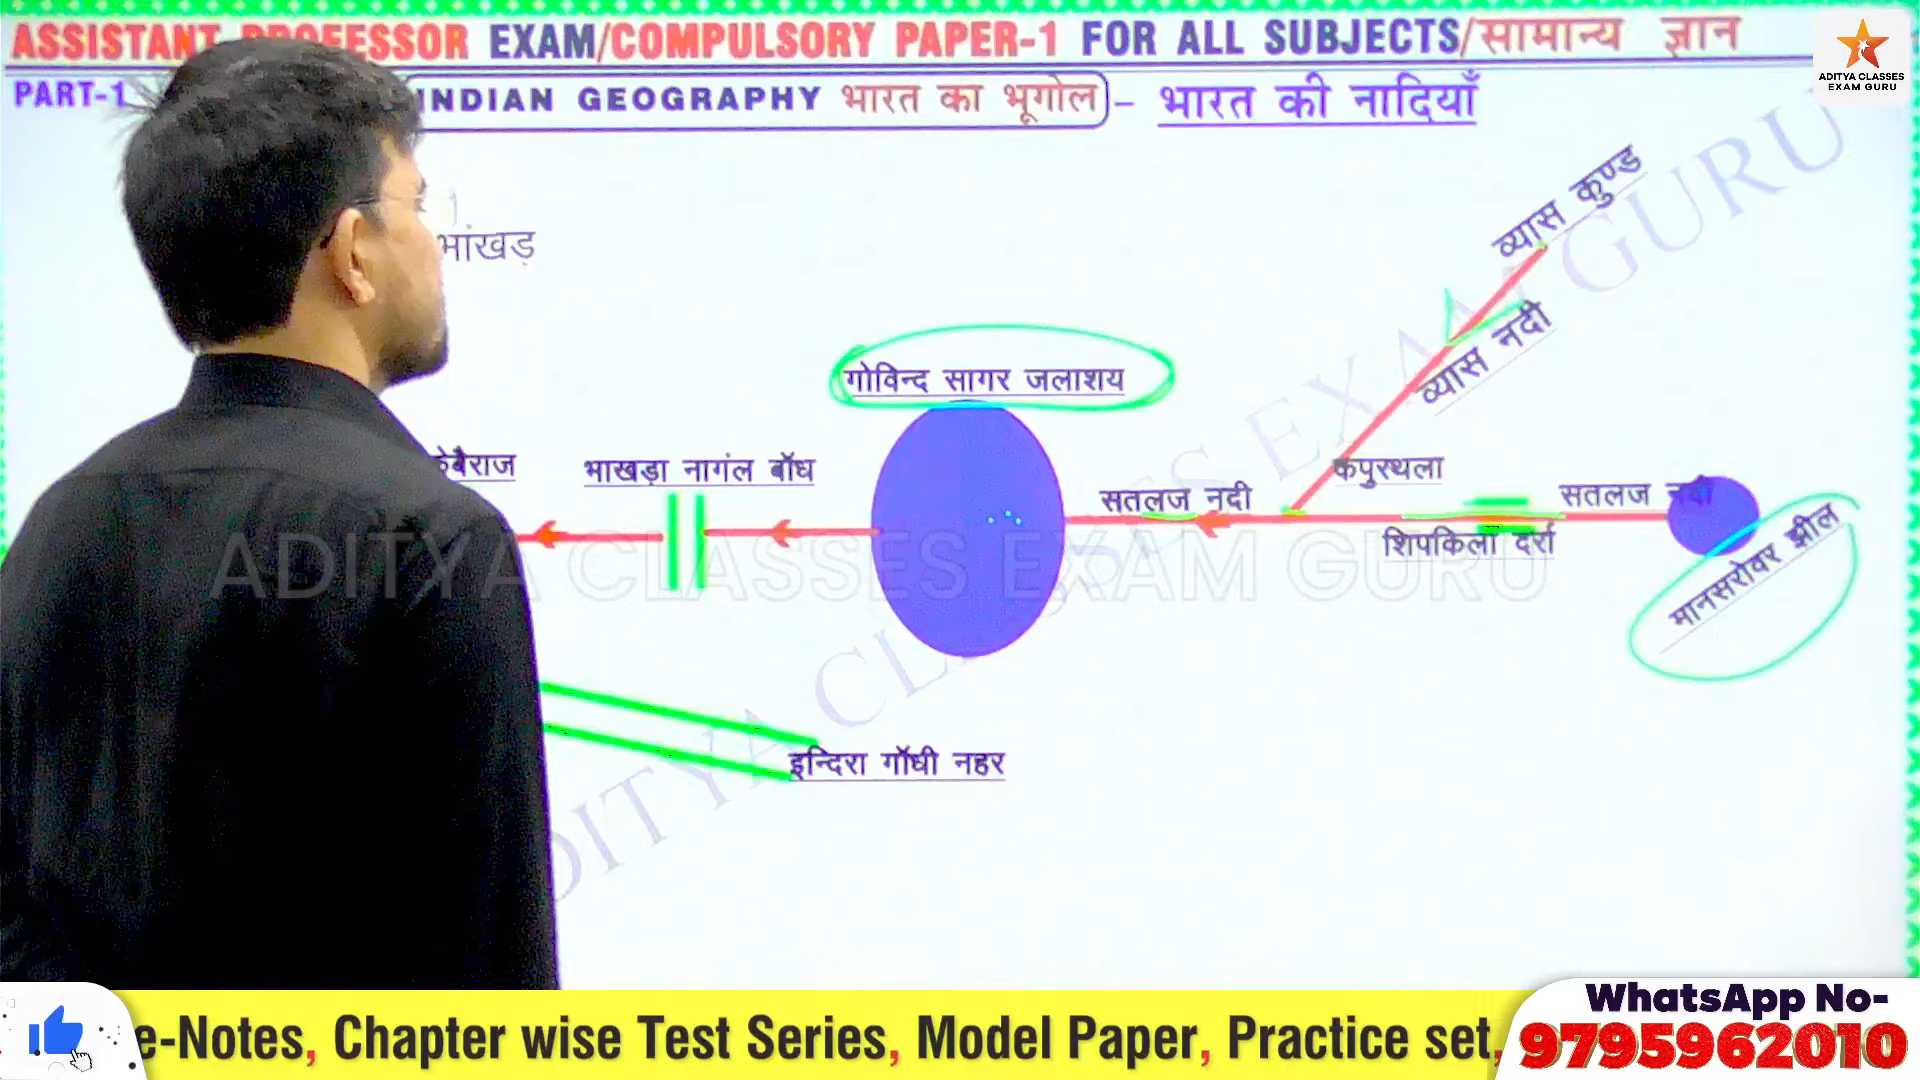 ASSISTANT PROFESSOR EXAM/COMPULSORY PAPER-1 FOR ALL SUBJECTS/सामान्य ज्ञान
ADITYA CLASSES
EXAM GURU
PART-1
INDIAN GEOGRAPHY भारत का भूगोल – भारत की नादियाँ
भांखड़
व्यास कुण्ड
व्यास नदी
गोविन्द सागर जलाशय
भाखड़ा नागंल बॉध
सतलज नदी
कपुरथला
सतलज नदी
शिपकिला दर्रा
मानसरोवर झील
ADITYA CLASSES EXAM GURU
इन्दिरा गॉधी नहर
e-Notes, Chapter wise Test Series, Model Paper, Practice set,
WhatsApp No-
9795962010